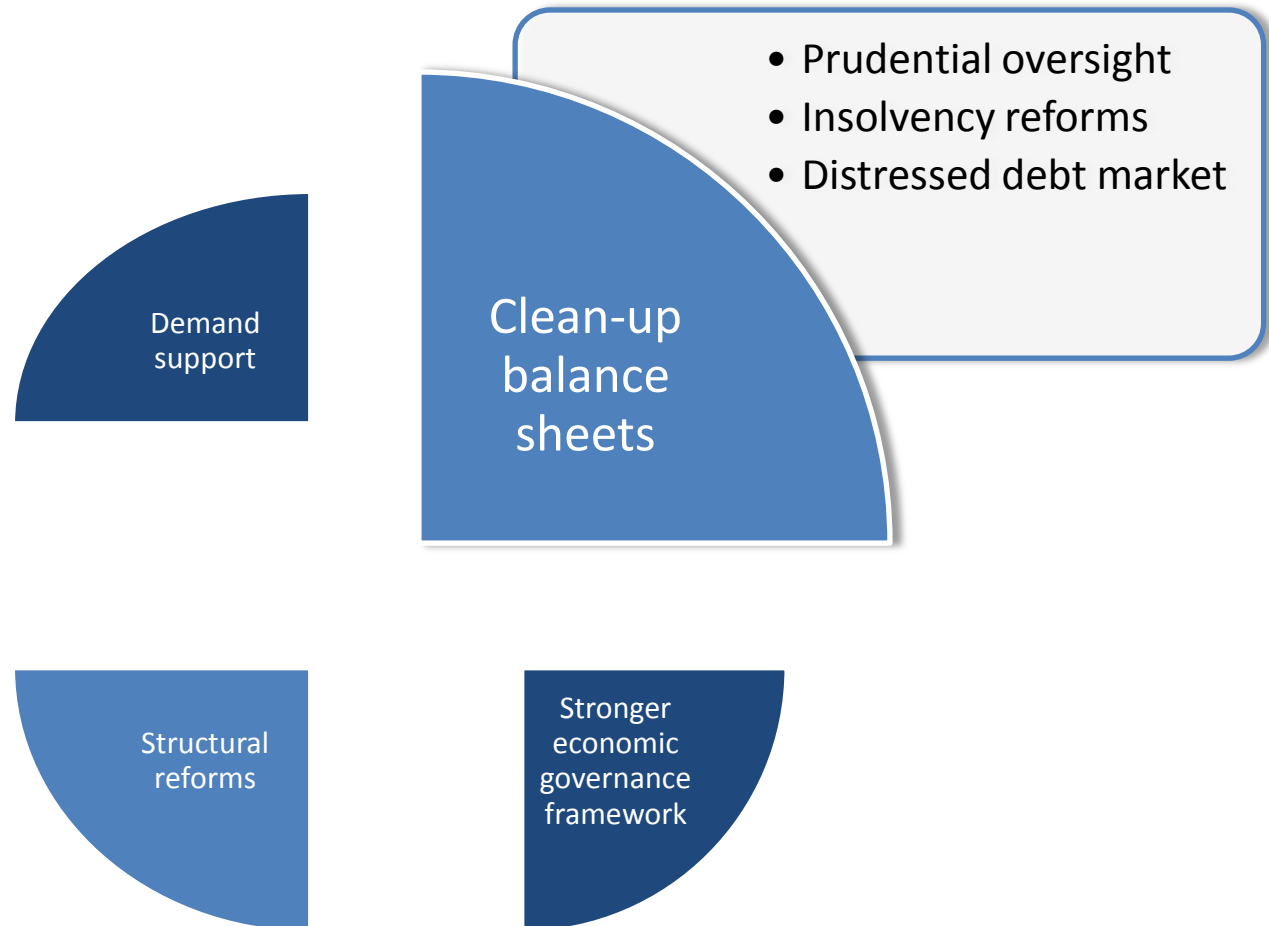 • Prudential oversight
• Insolvency reforms
• Distressed debt market
Demand
support
Clean-up
balance
sheets
Structural
reforms
Stronger
economic
governance
framework